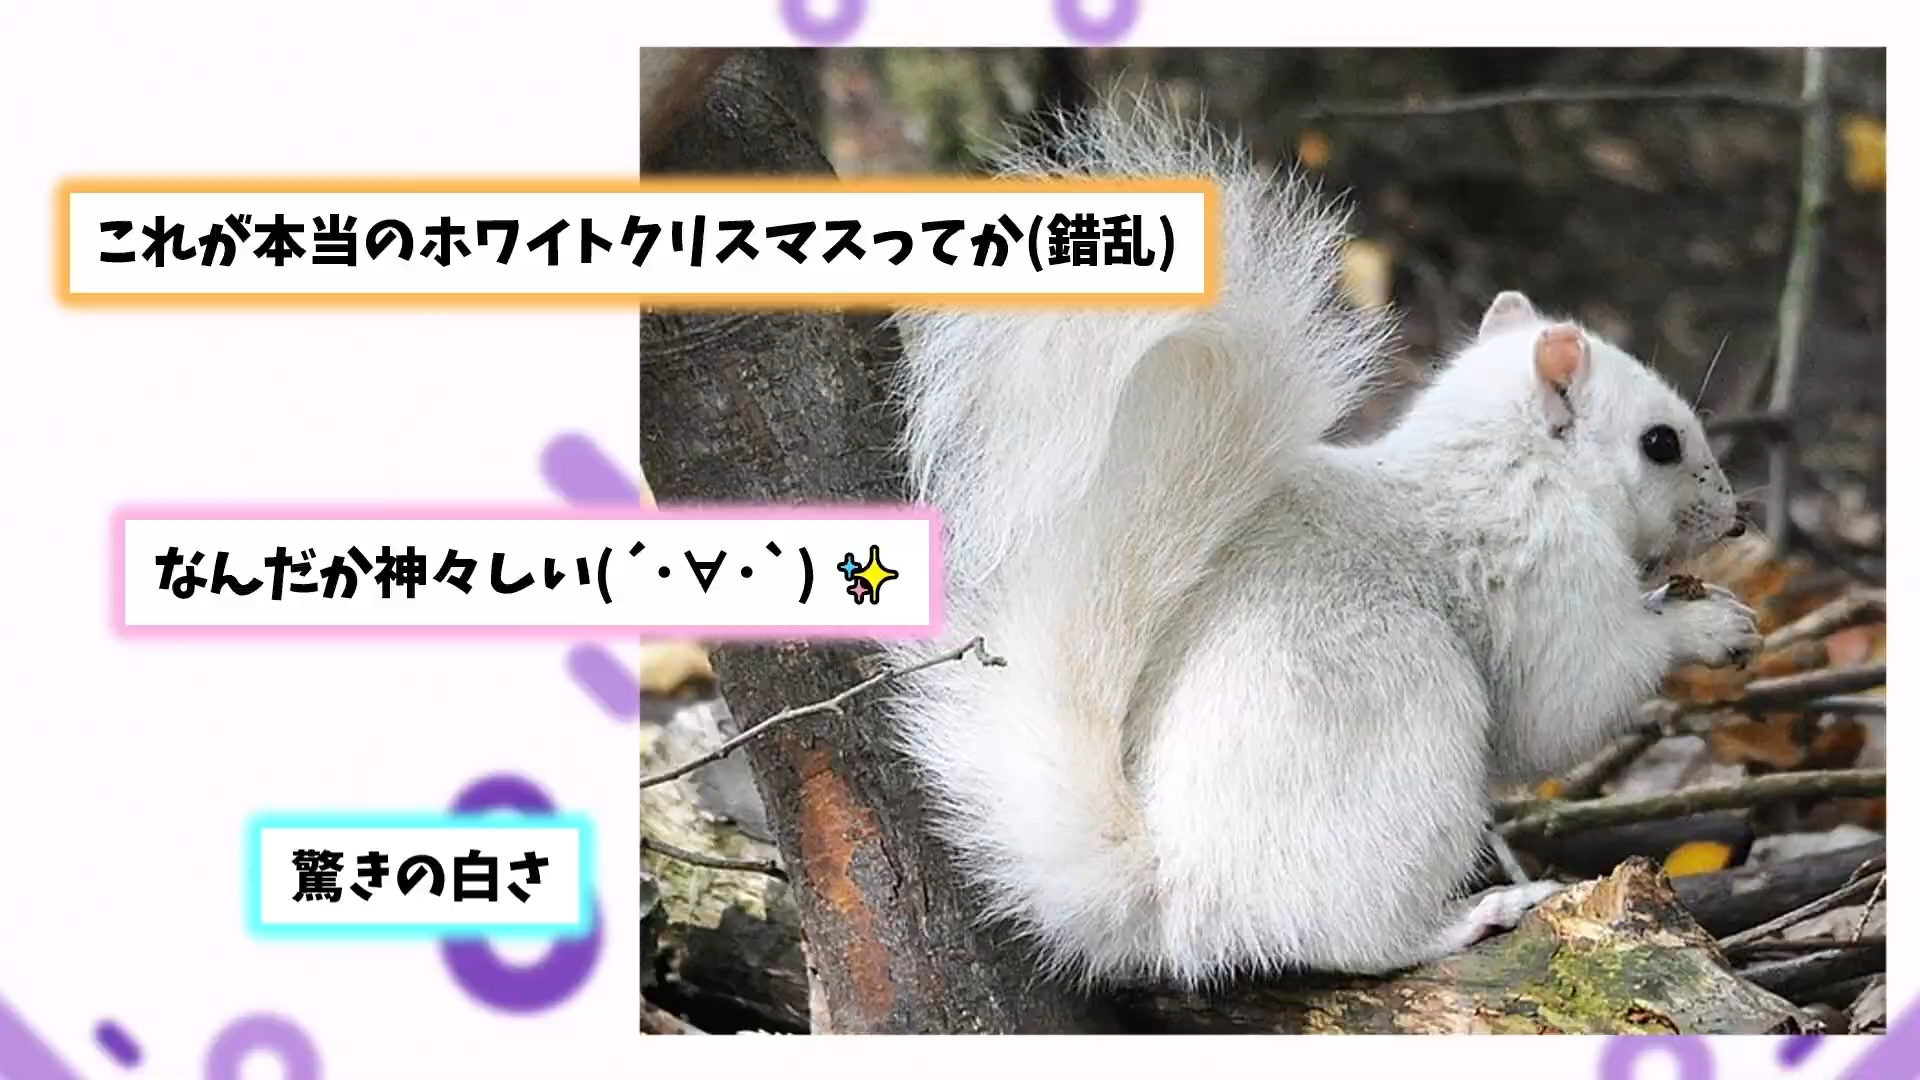 これが本当のホワイトクリスマスってか(錯乱)
なんだか神々しい(´･∀･`)✨
驚きの白さ